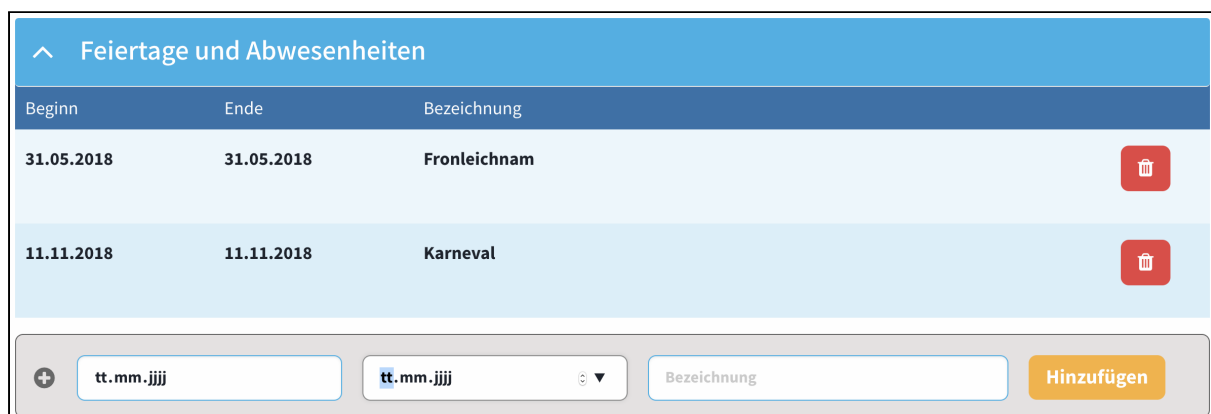 Feiertage und Abwesenheiten
Beginn Ende Bezeichnung
31.05.2018 31.05.2018 Fronleichnam
11.11.2018 11.11.2018 Karneval
tt.mm.jjjj tt.mm.jjjj Bezeichnung Hinzufügen